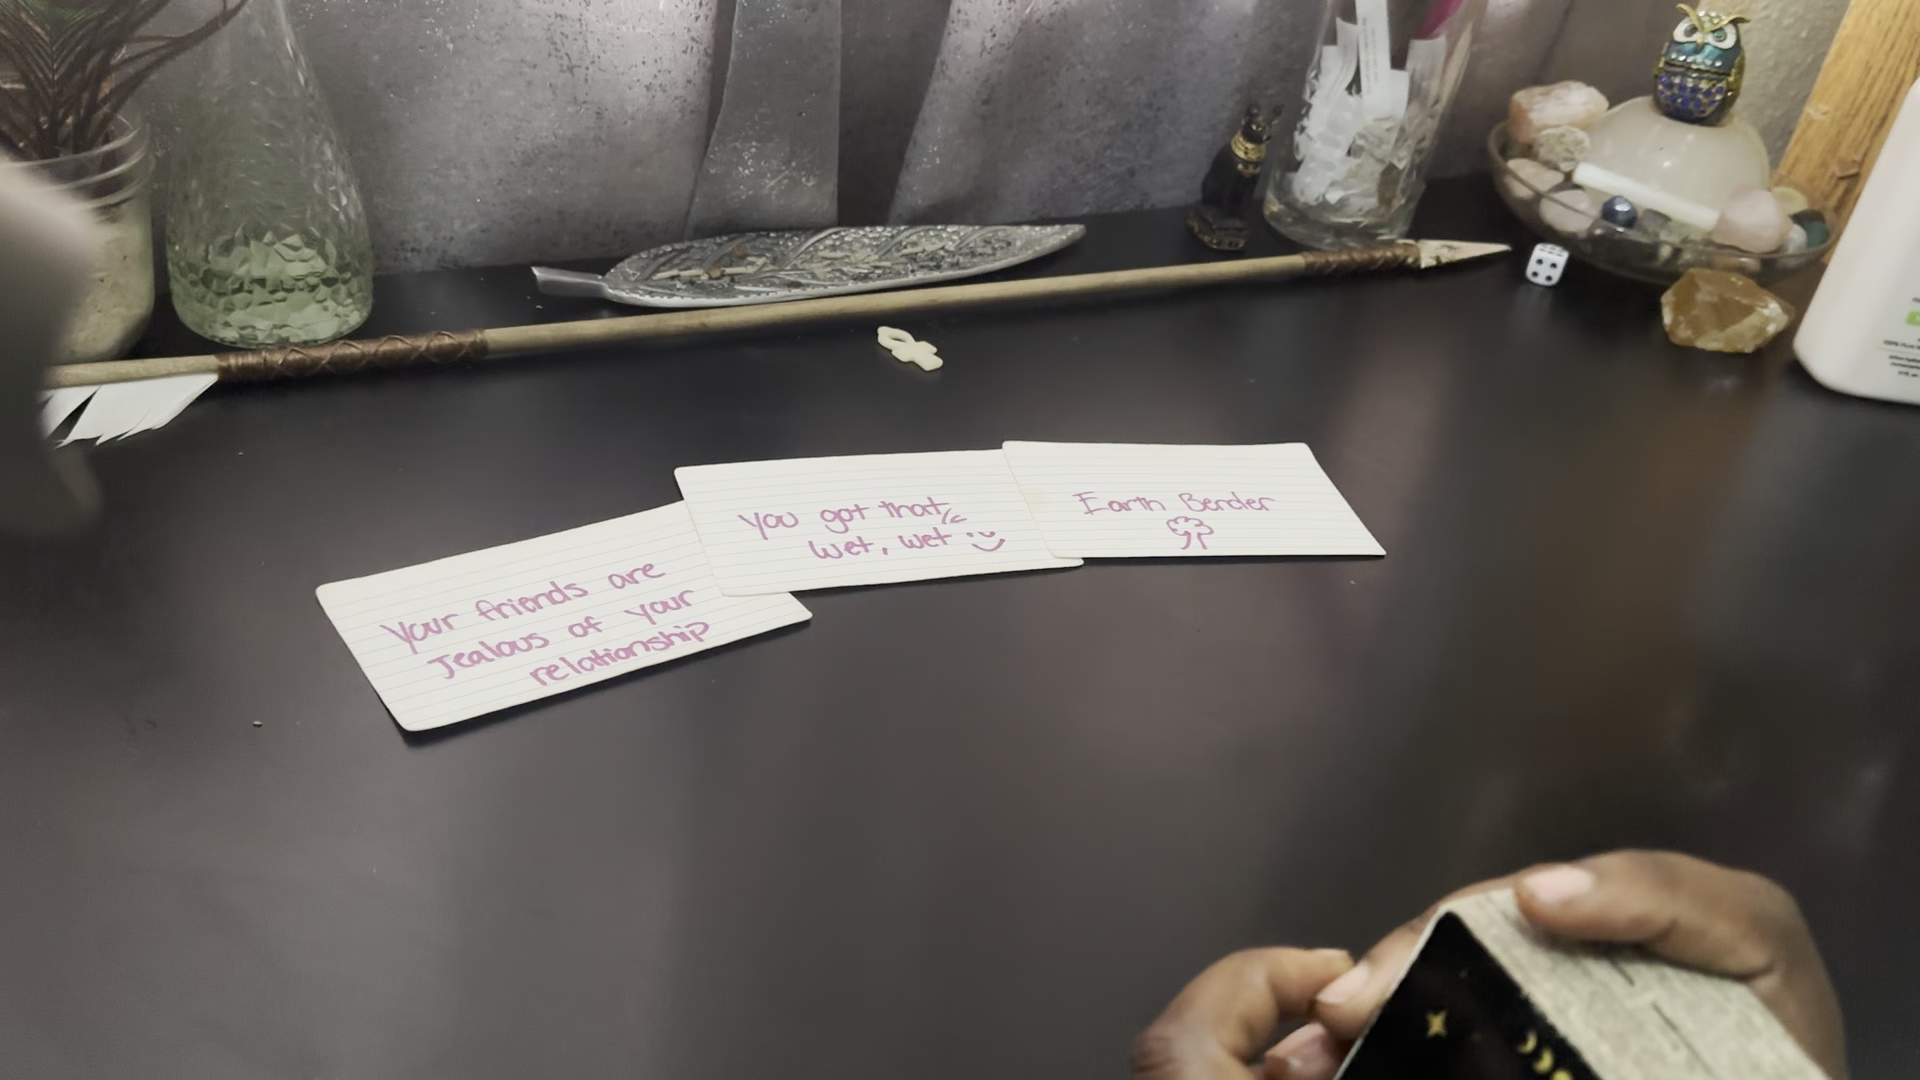 Your friends are
Jealous of your
relationship
You got that
wet, wet
Earth Bender